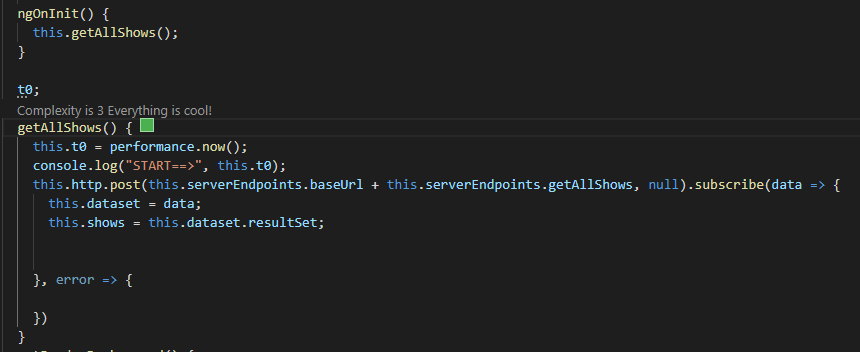 ngOnInit() {
this.getAllShows();
}
t0;
Complexity is 3 Everything is cool!
getAllShows() {
this.t0 = performance.now();
console.log("START==>", this.t0);
this.http.post(this.serverEndpoints.baseUrl + this.serverEndpoints.getAllShows, null).subscribe(data => {
this.dataset = data;
this.shows = this.dataset.resultSet;
}, error => {
})
}